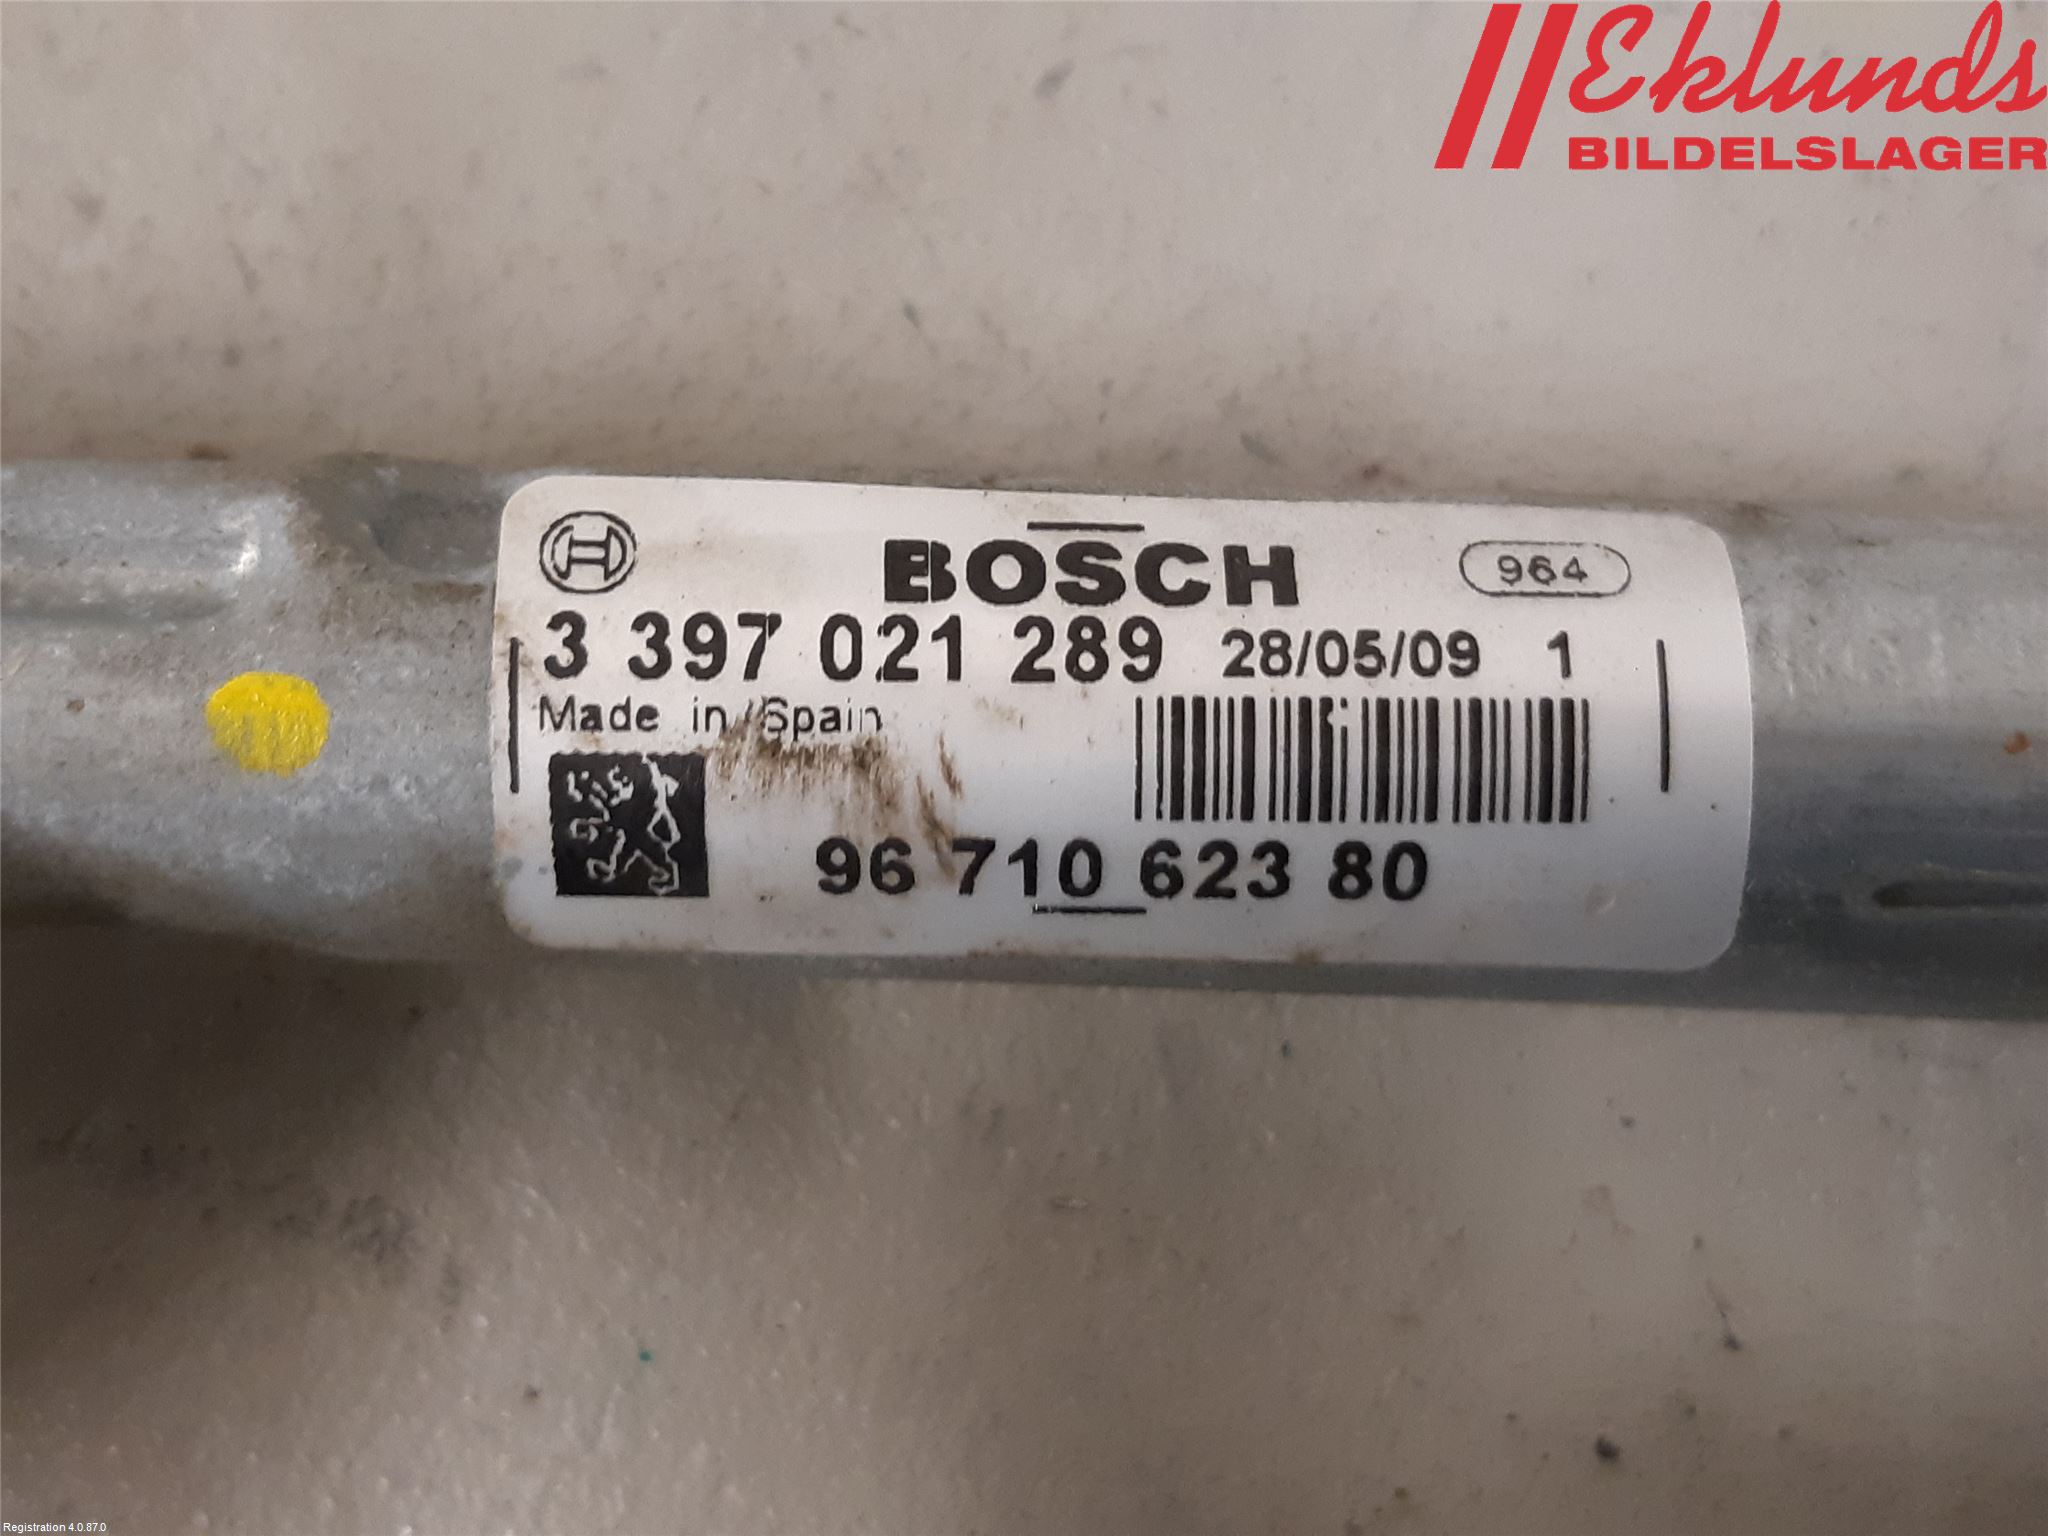 Eklunds
BILDELSLAGER
BOSCH 964
3 397 021 289 28/05/09 1
Made in Spain
96 710 623 80
Registration 4.0.87.0